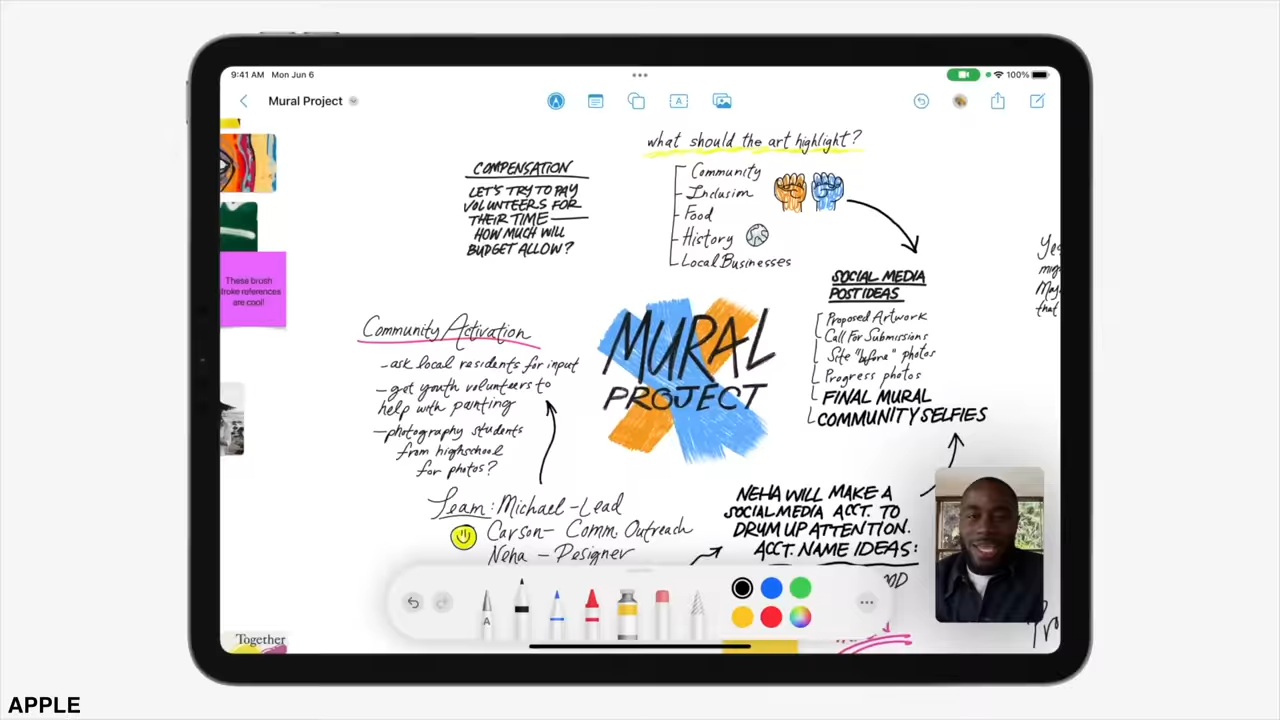 9:41 AM Mon Jun 6
100%
Mural Project
A
what should the art highlight?
Community
Inclusion
Food
History
Local Businesses
COMPENSATION
LET'S TRY TO PAY
VOLUNTEERS FOR
THEIR TIME —
HOW MUCH WILL
BUDGET ALLOW?
These brush
stroke references
are cool!
SOCIAL MEDIA
POST IDEAS
Proposed Artwork
Call For Submissions
Site "before" photos
Progress photos
FINAL MURAL
COMMUNITY SELFIES
Community Activation
- ask local residents for input
- get youth volunteers to
help with painting
- photography students
from highschool
for photos?
MURAL
PROJECT
Team: Michael - Lead
Carson - Comm. Outreach
Neha - Designer
NEHA WILL MAKE A
SOCIAL MEDIA ACCT. TO
DRUM UP ATTENTION.
ACCT. NAME IDEAS:
A
Together
APPLE